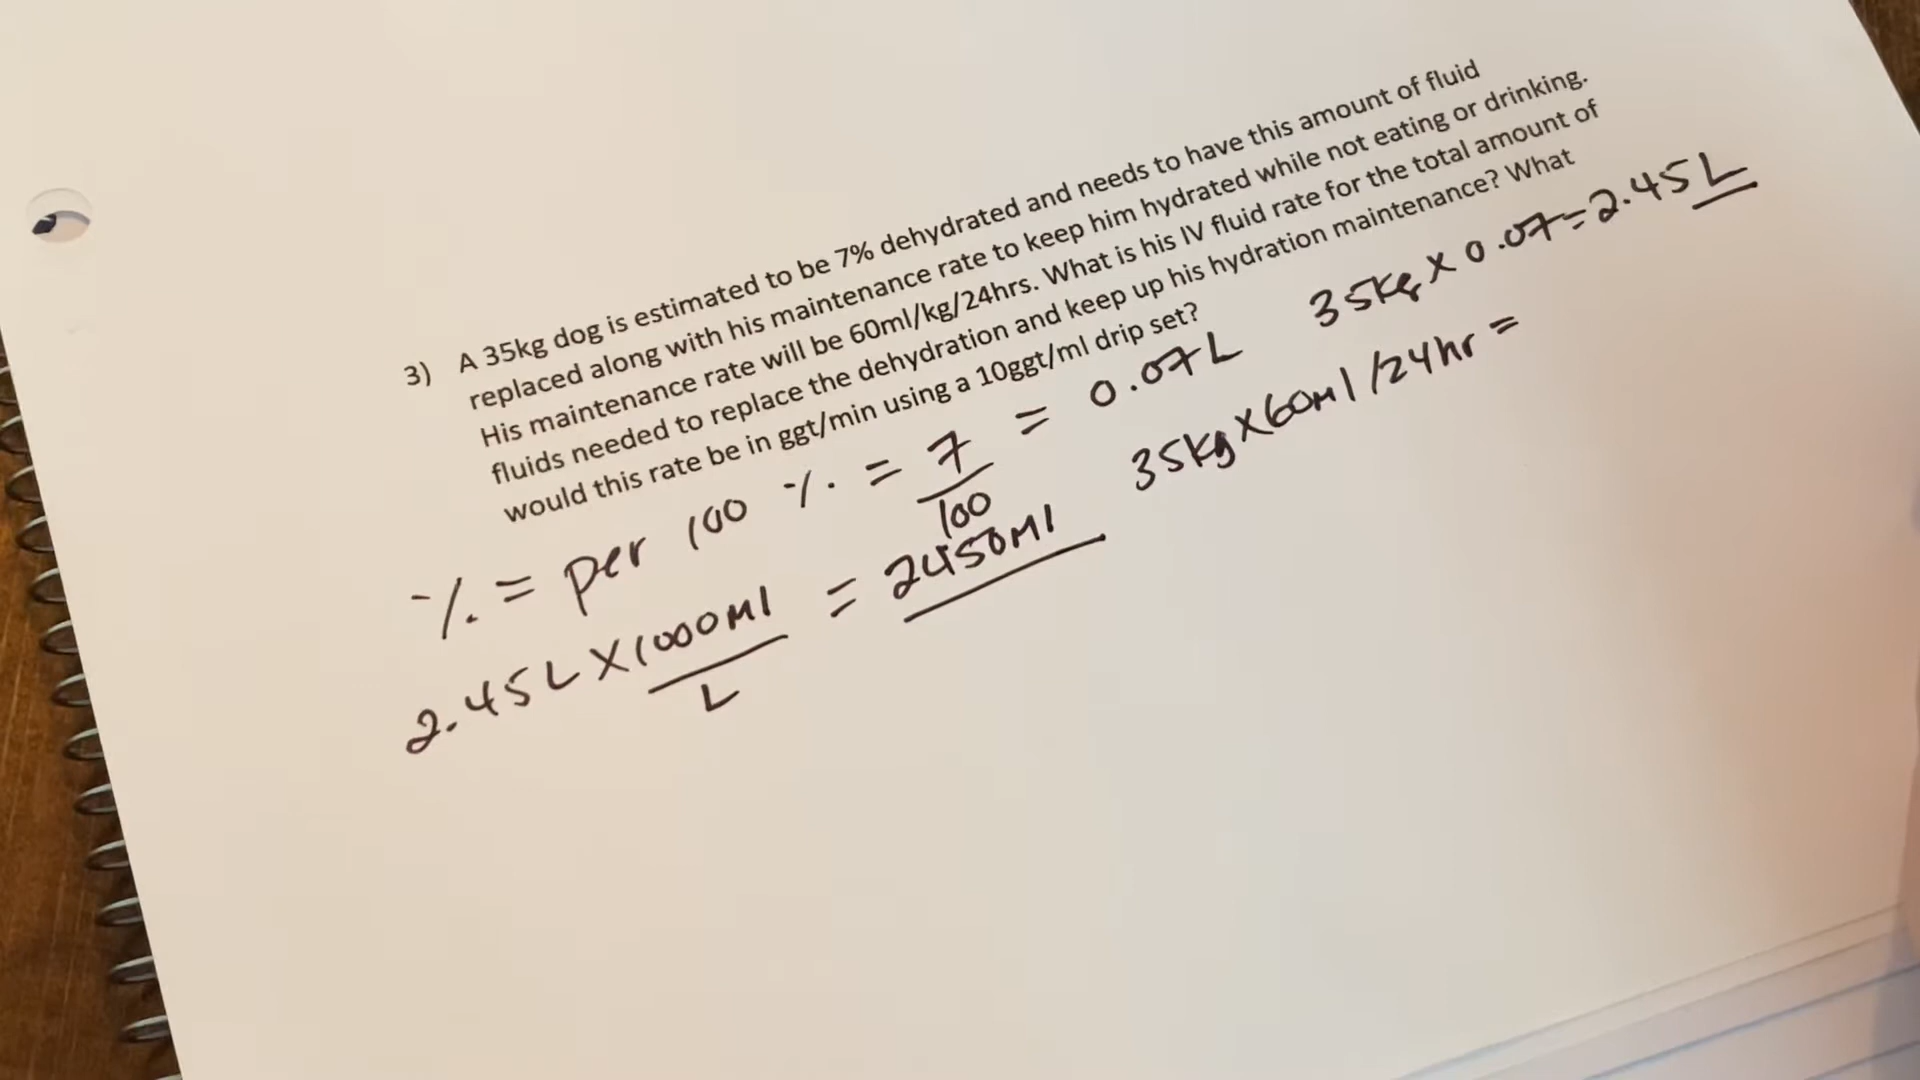 3) A 35kg dog is estimated to be 7% dehydrated and needs to have this amount of fluid
replaced along with his maintenance rate to keep him hydrated while not eating or drinking.
His maintenance rate will be 60ml/kg/24hrs. What is his IV fluid rate for the total amount of
fluids needed to replace the dehydration and keep up his hydration maintenance? What
would this rate be in ggt/min using a 10ggt/ml drip set?
35kg x 0.07 = 2.45 L
% = per 100 % = 7/100 = 0.07 L
35kg x 60ml/24hr =
2.45 L x 1000ml/L = 2450ml